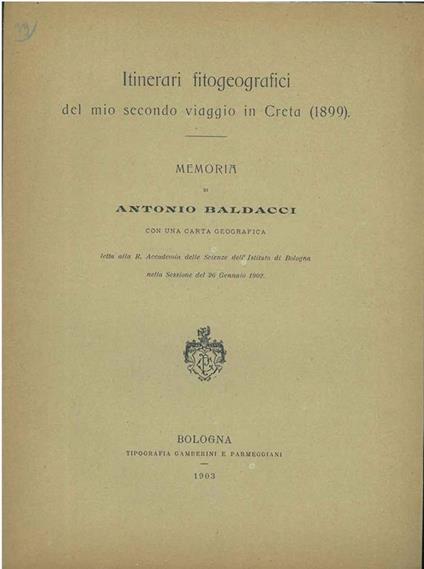 39
Itinerari fitogeografici
del mio secondo viaggio in Creta (1899).
MEMORIA
DI
ANTONIO BALDACCI
CON UNA CARTA GEOGRAFICA
letta alla R. Accademia delle Scienze dell'Istituto di Bologna
nella Sessione del 26 Gennaio 1902.
BOLOGNA
TIPOGRAFIA GAMBERINI E PARMEGGIANI
1903